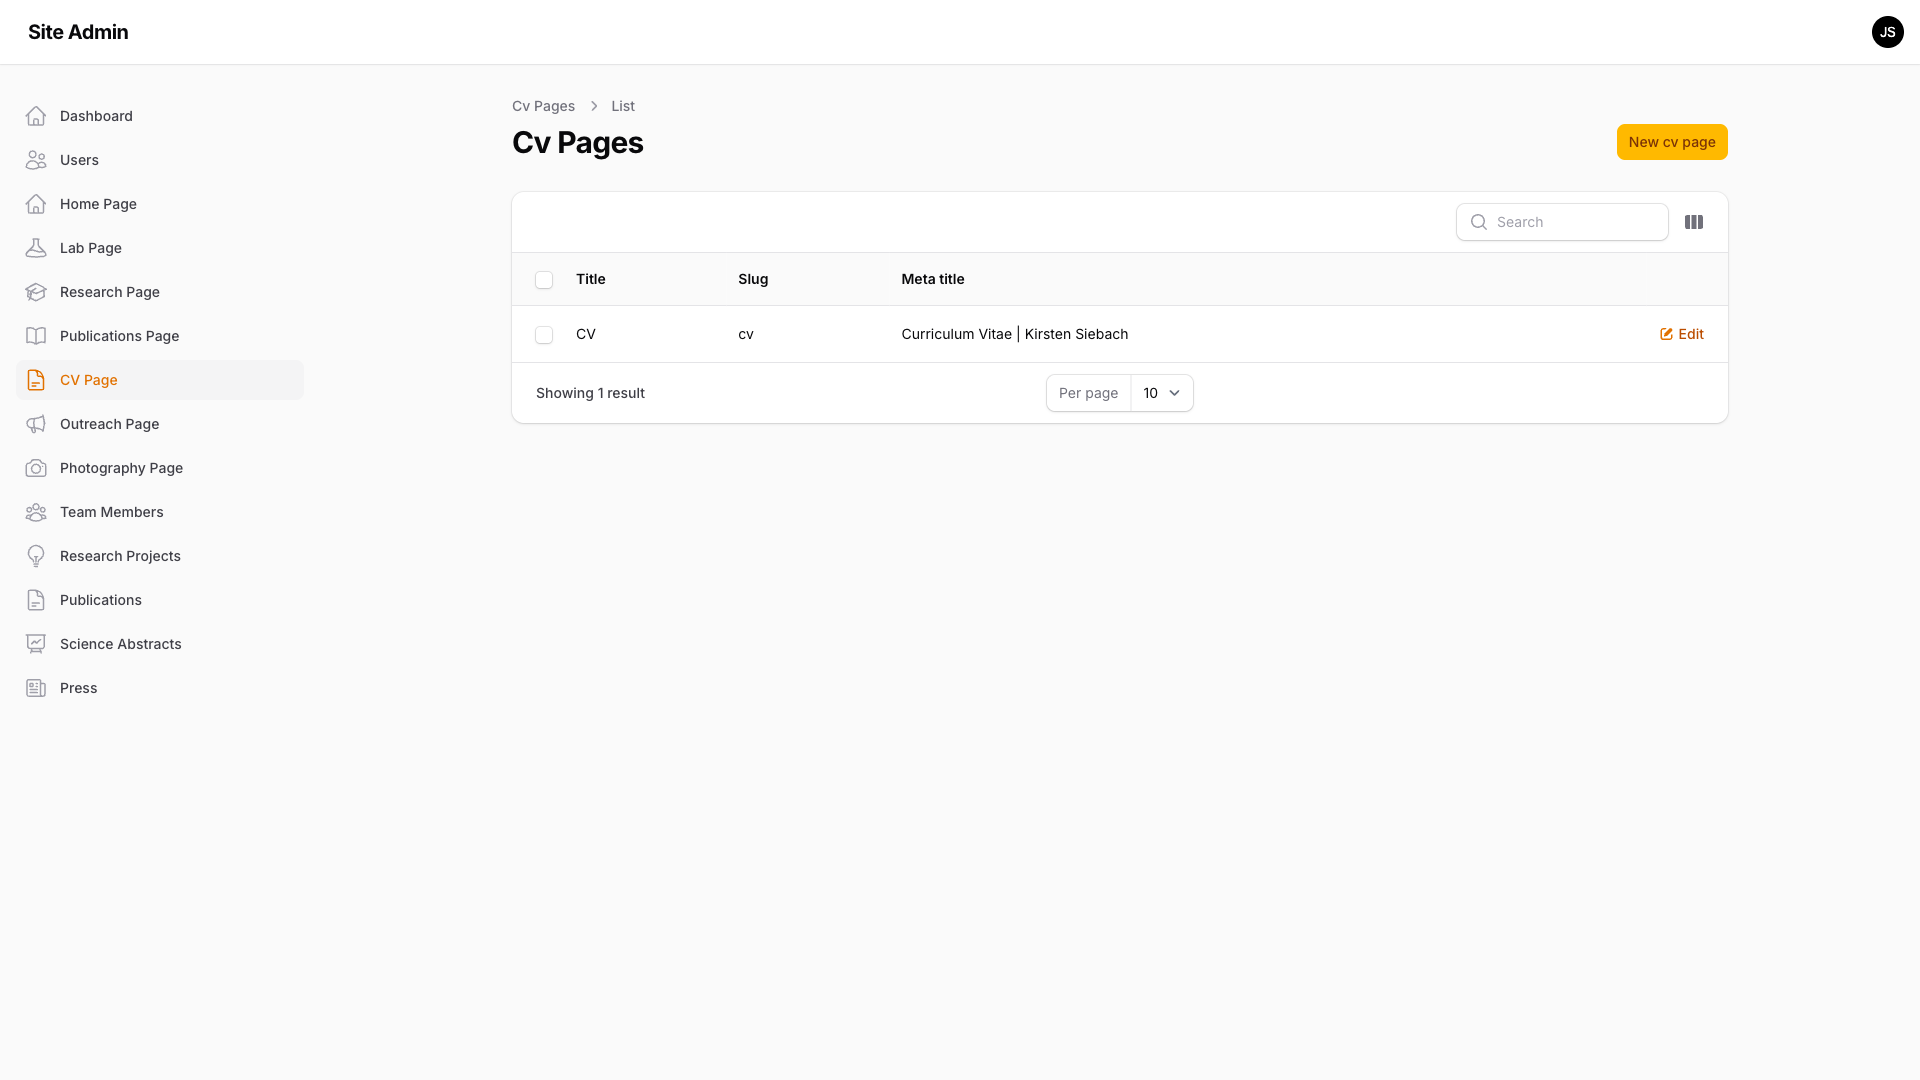 Site Admin
JS
Dashboard
Users
Home Page
Lab Page
Research Page
Publications Page
CV Page
Outreach Page
Photography Page
Team Members
Research Projects
Publications
Science Abstracts
Press
Cv Pages > List
Cv Pages
New cv page
Search
Title Slug Meta title
CV cv Curriculum Vitae | Kirsten Siebach Edit
Showing 1 result Per page 10